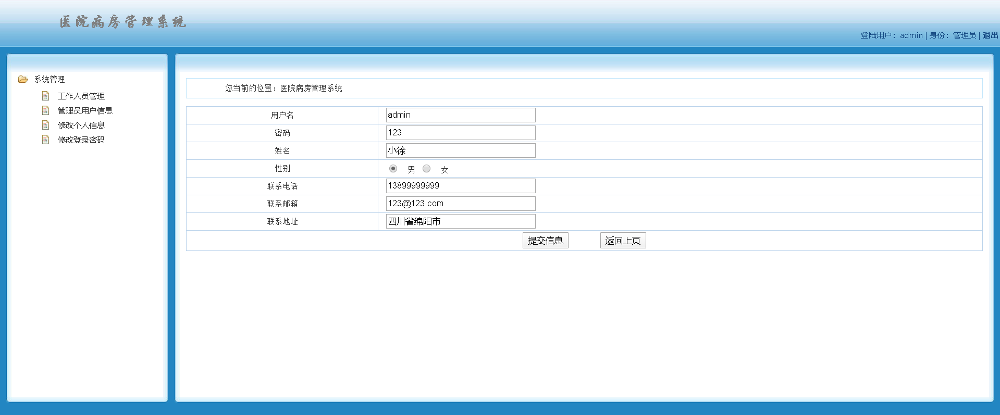 医院病房管理系统
登陆用户：admin | 身份：管理员 | 退出
系统管理
工作人员管理
管理员用户信息
修改个人信息
修改登录密码
您当前的位置：医院病房管理系统
用户名 admin
密码 123
姓名 小徐
性别 男 女
联系电话 13899999999
联系邮箱 123@123.com
联系地址 四川省绵阳市
提交信息 返回上页